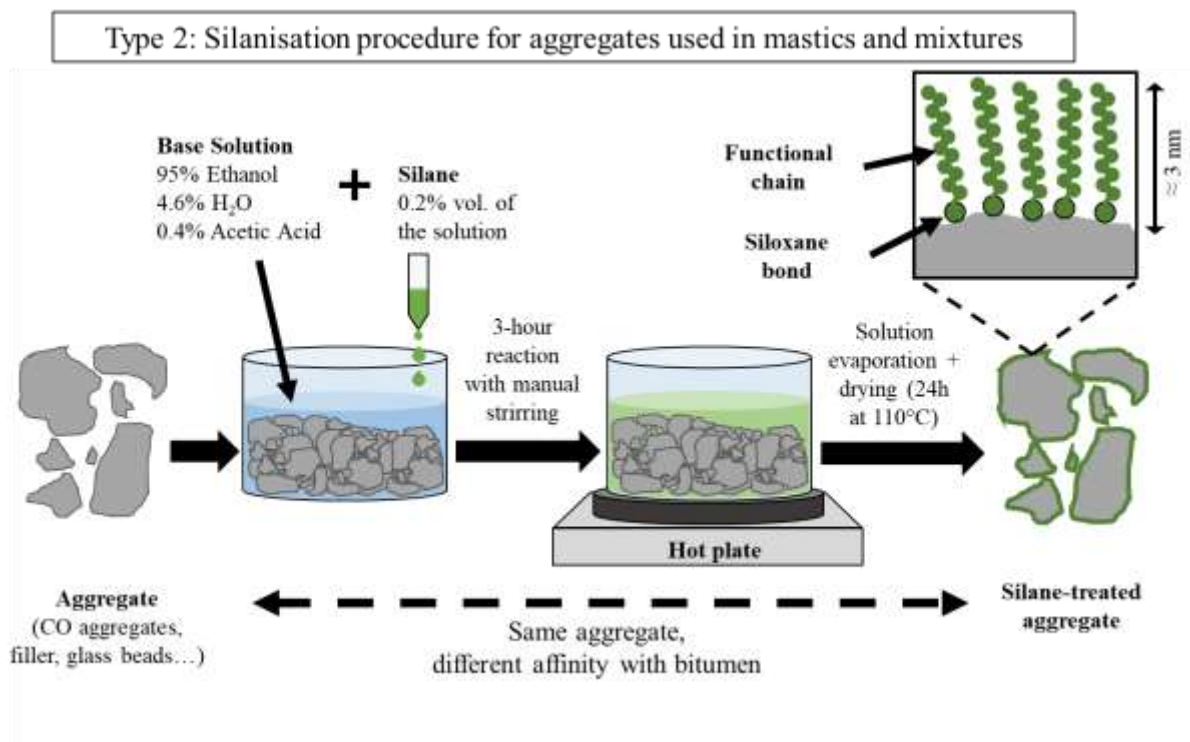 Type 2: Silanisation procedure for aggregates used in mastics and mixtures
Base Solution
95% Ethanol
4.6% H₂O
0.4% Acetic Acid
+
Silane
0.2% vol. of
the solution
Functional
chain
Siloxane
bond
≈ 3 nm
3-hour
reaction
with manual
strirring
Solution
evaporation +
drying (24h
at 110°C)
Hot plate
Aggregate
(CO aggregates,
filler, glass beads…)
Same aggregate,
different affinity with bitumen
Silane-treated
aggregate